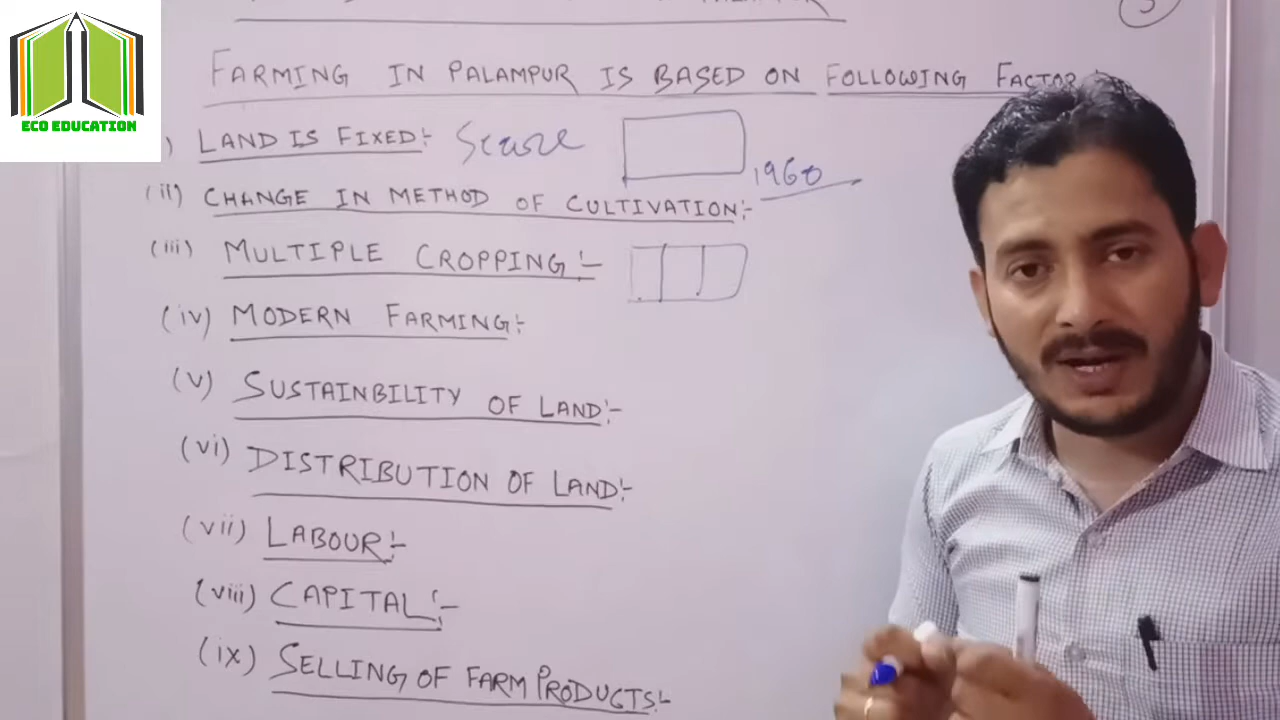 ECO EDUCATION
FARMING IN PALAMPUR IS BASED ON FOLLOWING FACTOR
) LAND IS FIXED:-
1960
(ii) CHANGE IN METHOD OF CULTIVATION:-
(iii) MULTIPLE CROPPING:-
(iv) MODERN FARMING:-
(v) SUSTAINBILITY OF LAND:-
(vi) DISTRIBUTION OF LAND:-
(vii) LABOUR:-
(viii) CAPITAL:-
(ix) SELLING OF FARM PRODUCTS:-